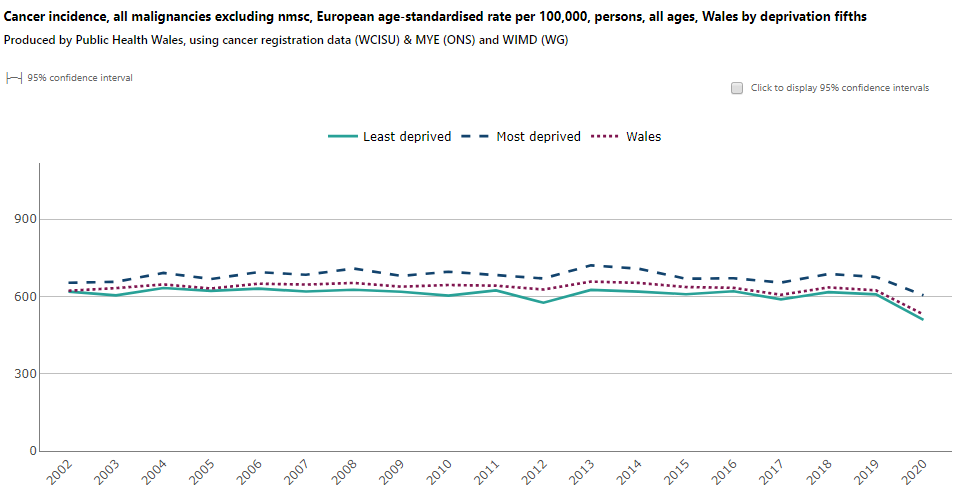 Cancer incidence, all malignancies excluding nmsc, European age-standardised rate per 100,000, persons, all ages, Wales by deprivation fifths
Produced by Public Health Wales, using cancer registration data (WCISU) & MYE (ONS) and WIMD (WG)
95% confidence interval
Click to display 95% confidence intervals
Least deprived Most deprived Wales
900
600
300
0
2002 2003 2004 2005 2006 2007 2008 2009 2010 2011 2012 2013 2014 2015 2016 2017 2018 2019 2020